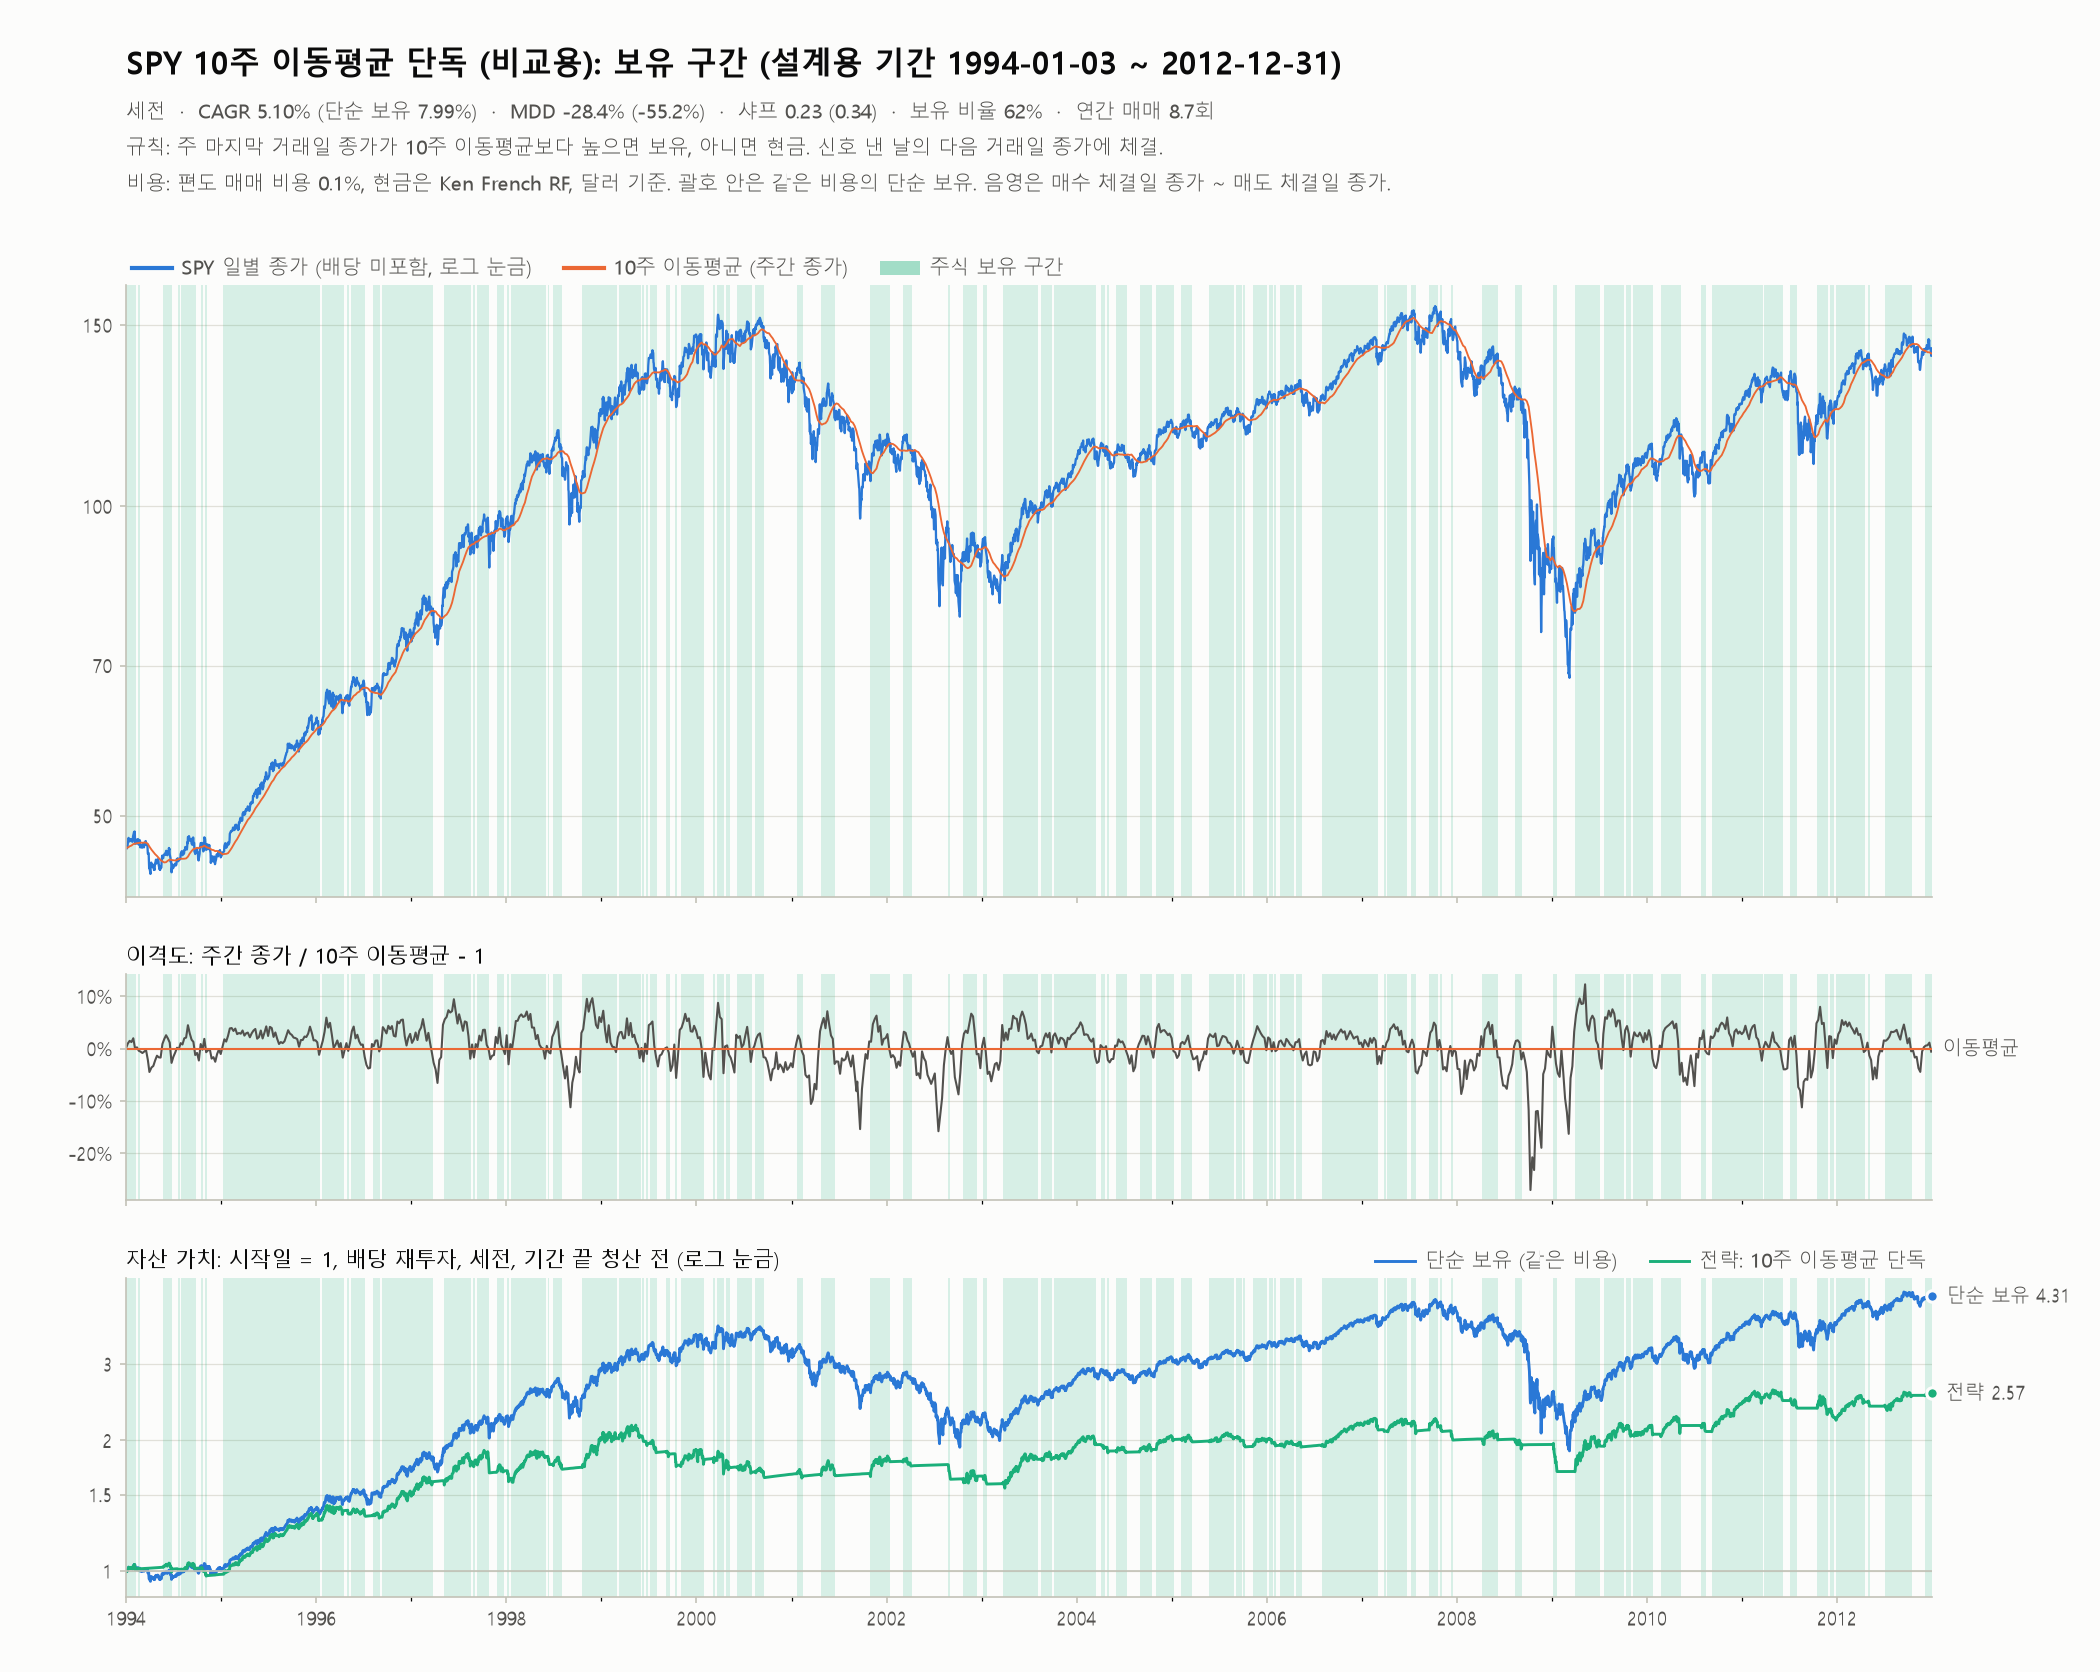 SPY 10주 이동평균 단독 (비교용): 보유 구간 (설계용 기간 1994-01-03 ~ 2012-12-31)
세전 · CAGR 5.10% (단순 보유 7.99%) · MDD -28.4% (-55.2%) · 샤프 0.23 (0.34) · 보유 비율 62% · 연간 매매 8.7회
규칙: 주 마지막 거래일 종가가 10주 이동평균보다 높으면 보유, 아니면 현금. 신호 낸 날의 다음 거래일 종가에 체결.
비용: 편도 매매 비용 0.1%, 현금은 Ken French RF, 달러 기준. 괄호 안은 같은 비용의 단순 보유. 음영은 매수 체결일 종가 ~ 매도 체결일 종가.
SPY 일별 종가 (배당 미포함, 로그 눈금) 10주 이동평균 (주간 종가) 주식 보유 구간
150
100
70
50
이격도: 주간 종가 / 10주 이동평균 - 1
10%
0%
이동평균
-10%
-20%
자산 가치: 시작일 = 1, 배당 재투자, 세전, 기간 끝 청산 전 (로그 눈금)
단순 보유 (같은 비용) 전략: 10주 이동평균 단독
단순 보유 4.31
3
전략 2.57
2
1.5
1
1994 1996 1998 2000 2002 2004 2006 2008 2010 2012